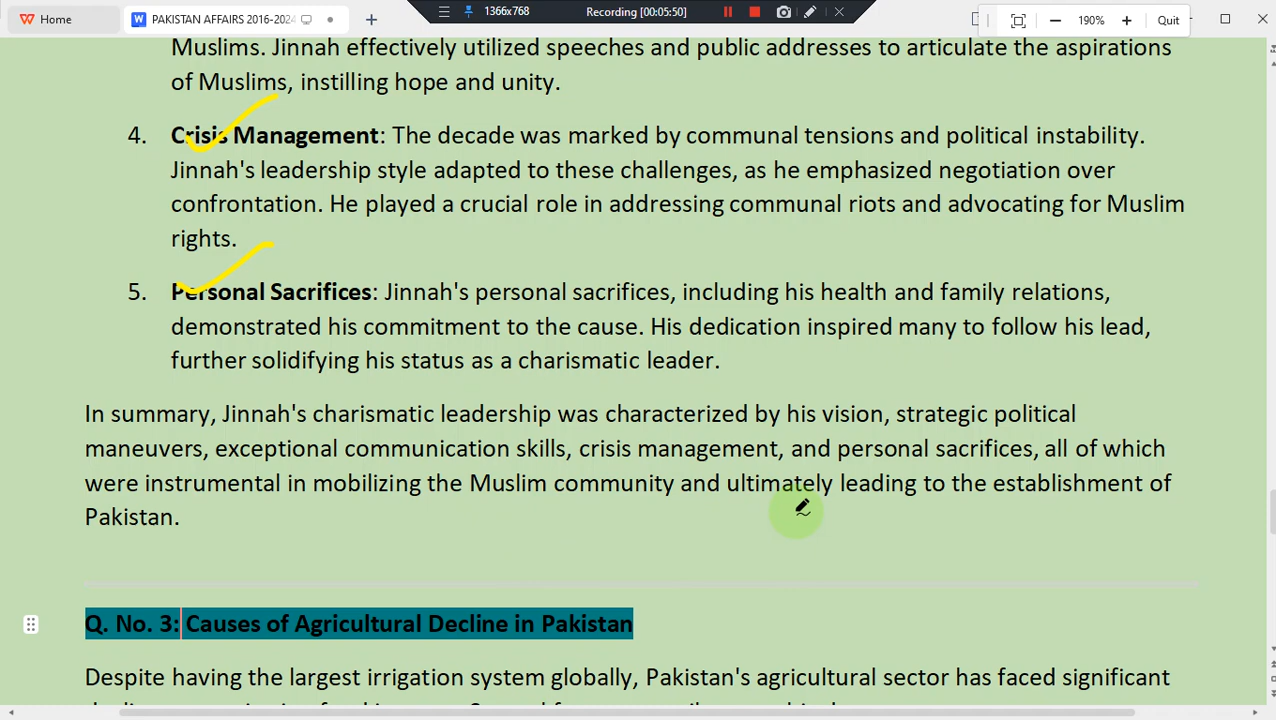 Home
PAKISTAN AFFAIRS 2016-2024
1366x768
Recording [00:05:50]
190%
Quit
Muslims. Jinnah effectively utilized speeches and public addresses to articulate the aspirations
of Muslims, instilling hope and unity.
4. Crisis Management: The decade was marked by communal tensions and political instability.
Jinnah's leadership style adapted to these challenges, as he emphasized negotiation over
confrontation. He played a crucial role in addressing communal riots and advocating for Muslim
rights.
5. Personal Sacrifices: Jinnah's personal sacrifices, including his health and family relations,
demonstrated his commitment to the cause. His dedication inspired many to follow his lead,
further solidifying his status as a charismatic leader.
In summary, Jinnah's charismatic leadership was characterized by his vision, strategic political
maneuvers, exceptional communication skills, crisis management, and personal sacrifices, all of which
were instrumental in mobilizing the Muslim community and ultimately leading to the establishment of
Pakistan.
Q. No. 3: Causes of Agricultural Decline in Pakistan
Despite having the largest irrigation system globally, Pakistan's agricultural sector has faced significant